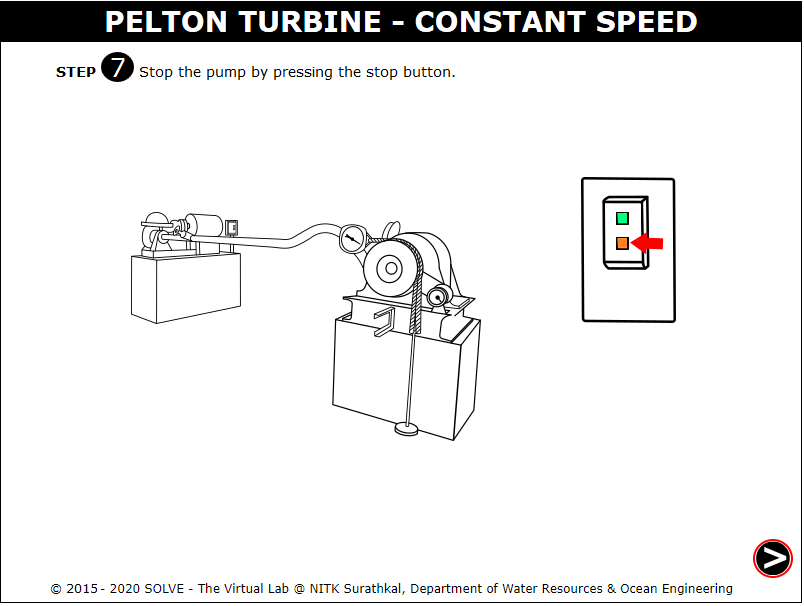 PELTON TURBINE - CONSTANT SPEED
STEP 7 Stop the pump by pressing the stop button.
© 2015 - 2020 SOLVE - The Virtual Lab @ NITK Surathkal, Department of Water Resources & Ocean Engineering